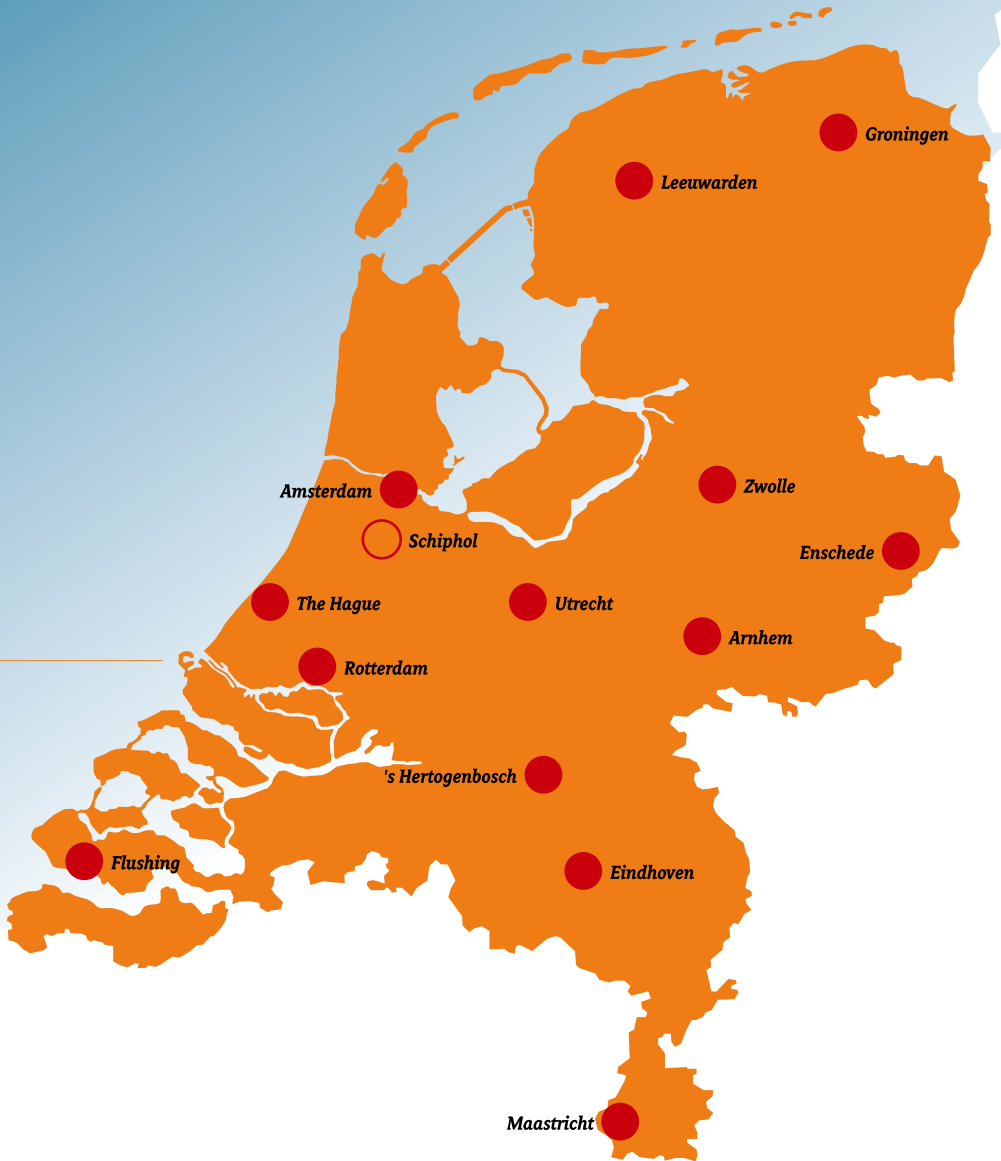 Groningen
Leeuwarden
Zwolle
Amsterdam
Schiphol
Enschede
The Hague
Utrecht
Arnhem
Rotterdam
's Hertogenbosch
Flushing
Eindhoven
Maastricht